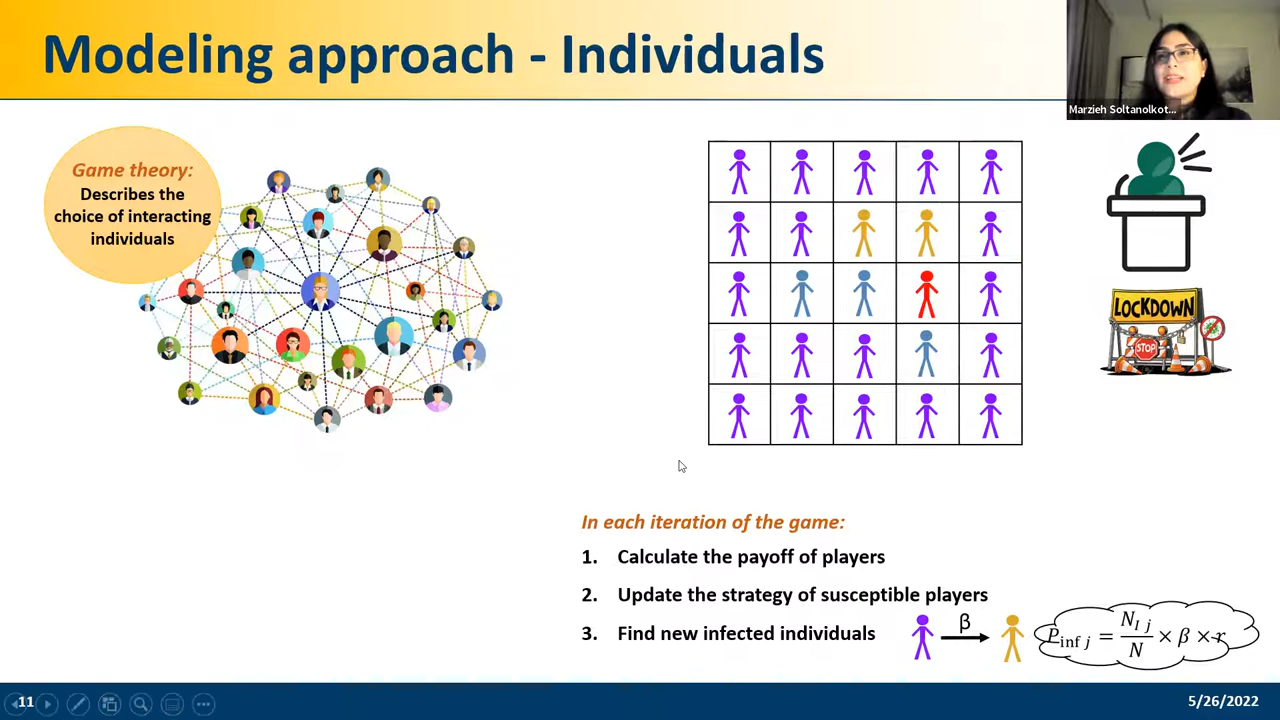 Modeling approach - Individuals
Marzieh Soltanolkot...
Game theory:
Describes the
choice of interacting
individuals
LOCKDOWN
STOP
In each iteration of the game:
1. Calculate the payoff of players
2. Update the strategy of susceptible players
3. Find new infected individuals
β
P_inf j = N_I j / N × β × r
11
5/26/2022